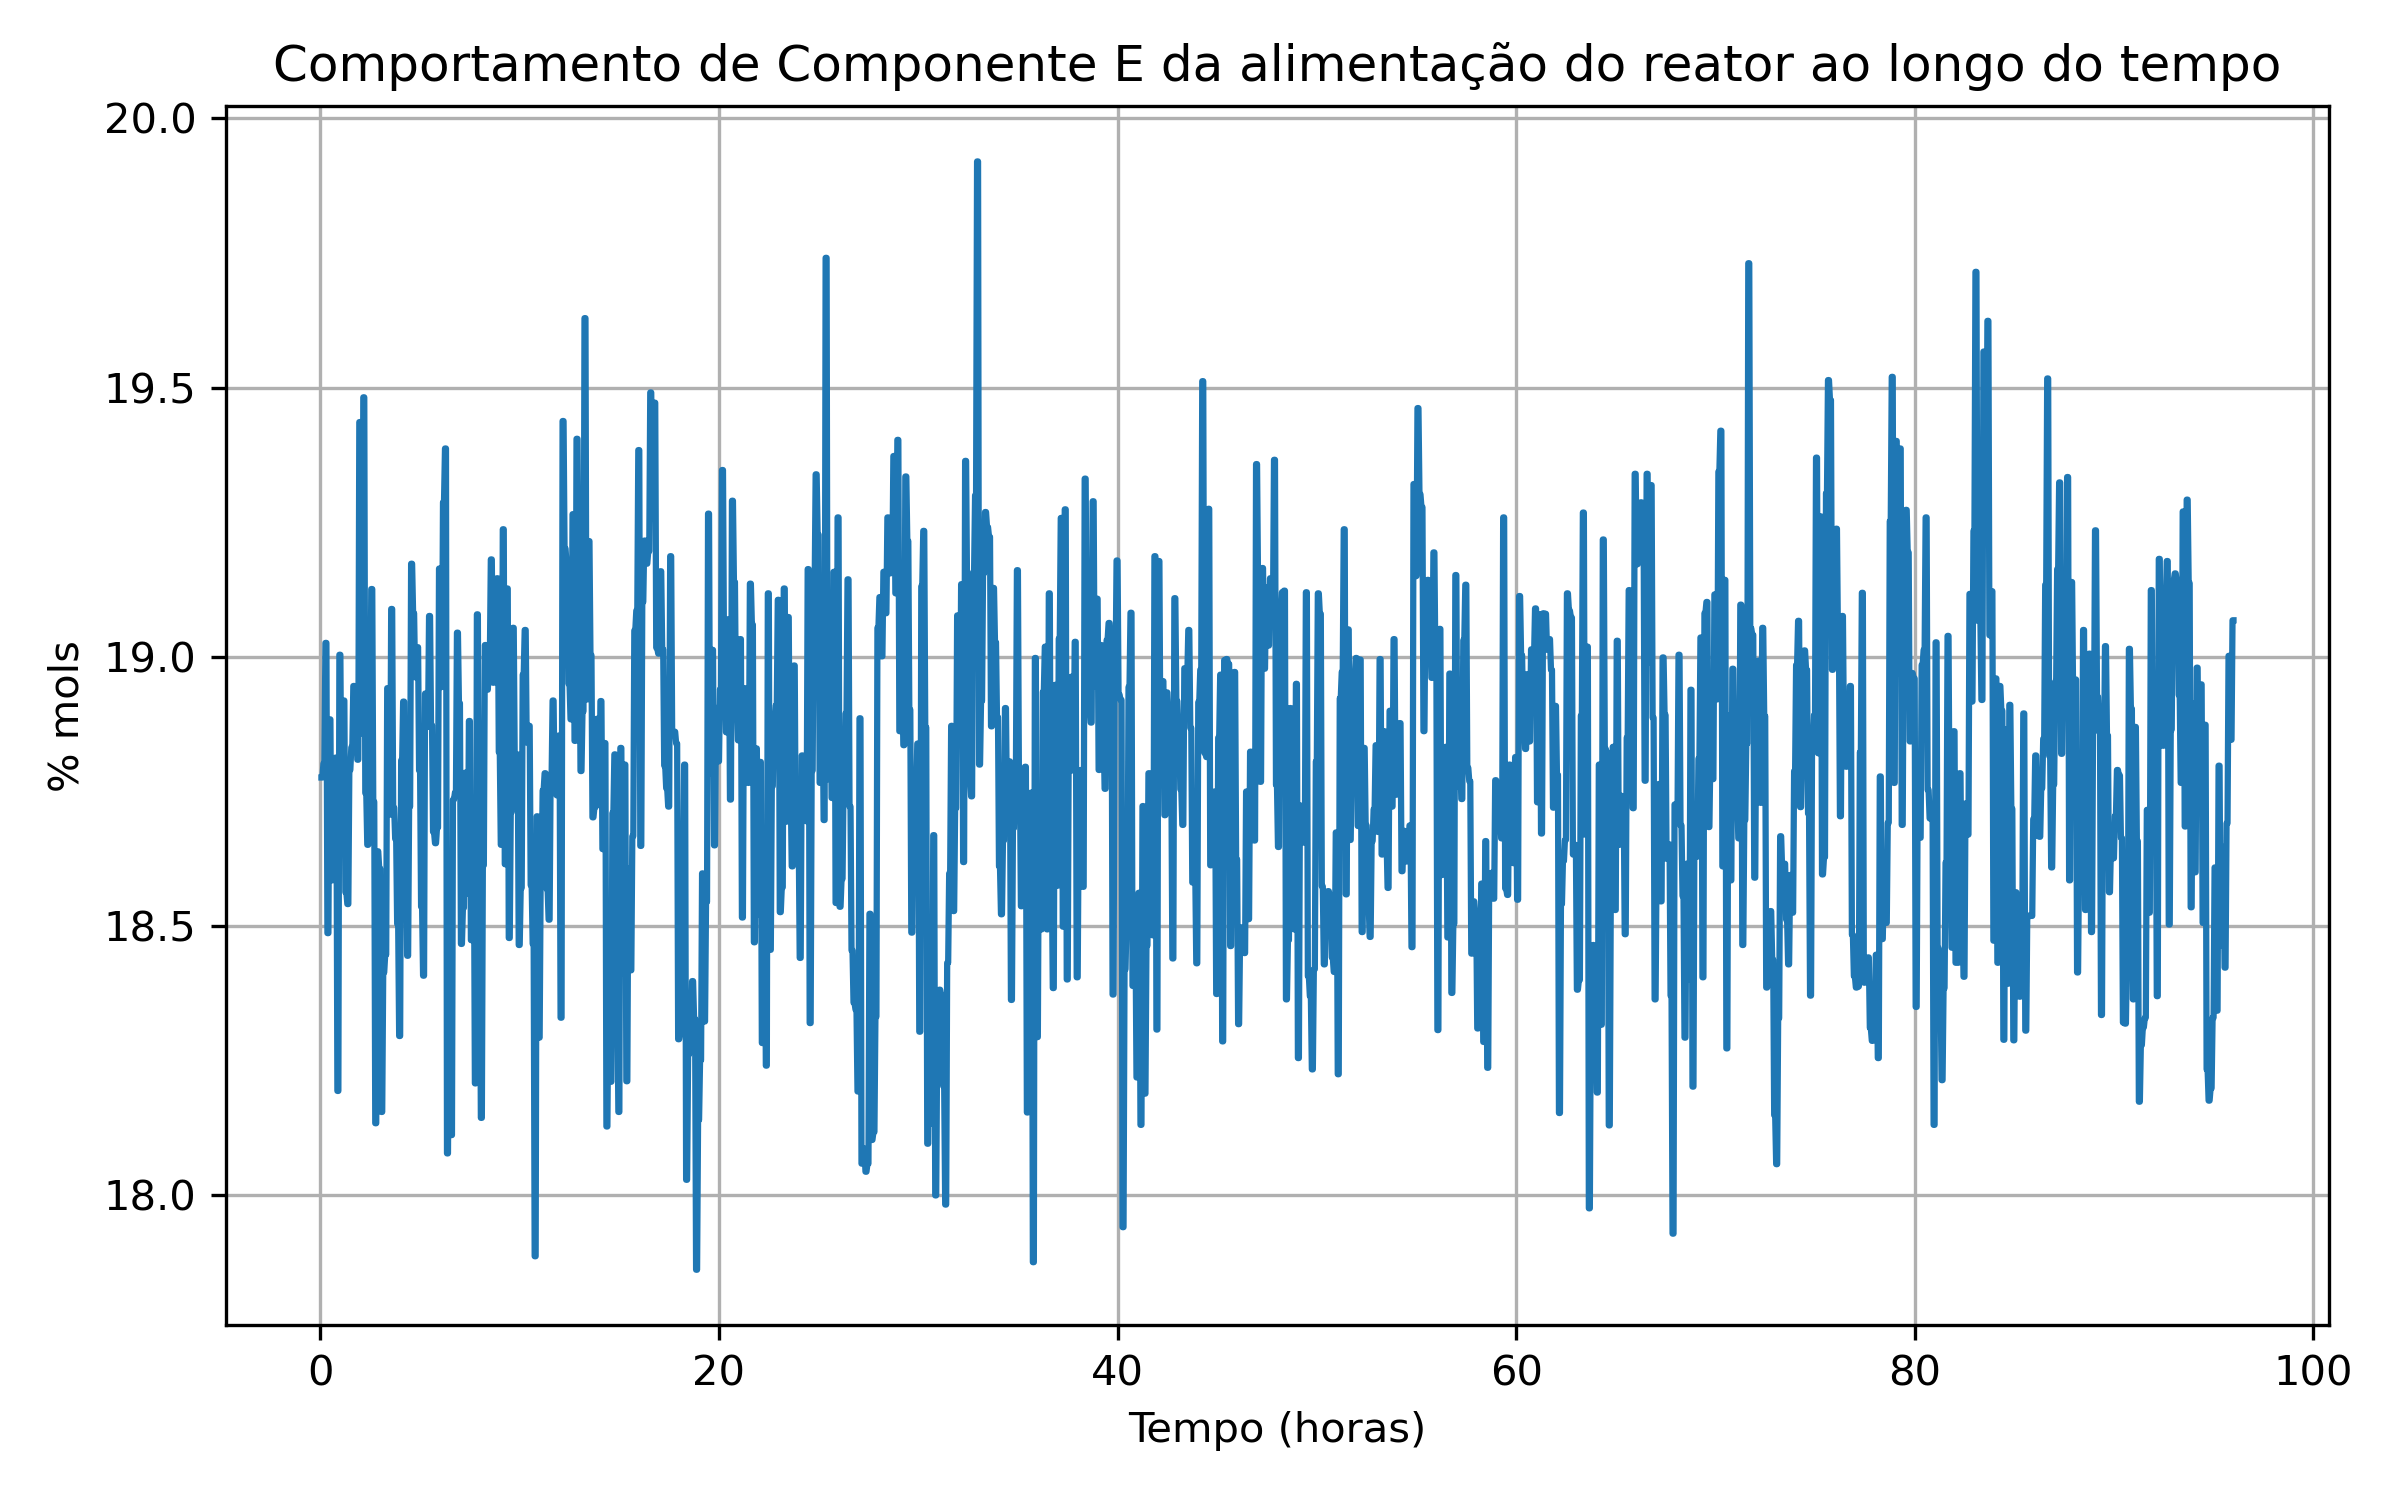 Comportamento de Componente E da alimentação do reator ao longo do tempo
20.0
19.5
19.0
18.5
18.0
% mols
0 20 40 60 80 100
Tempo (horas)